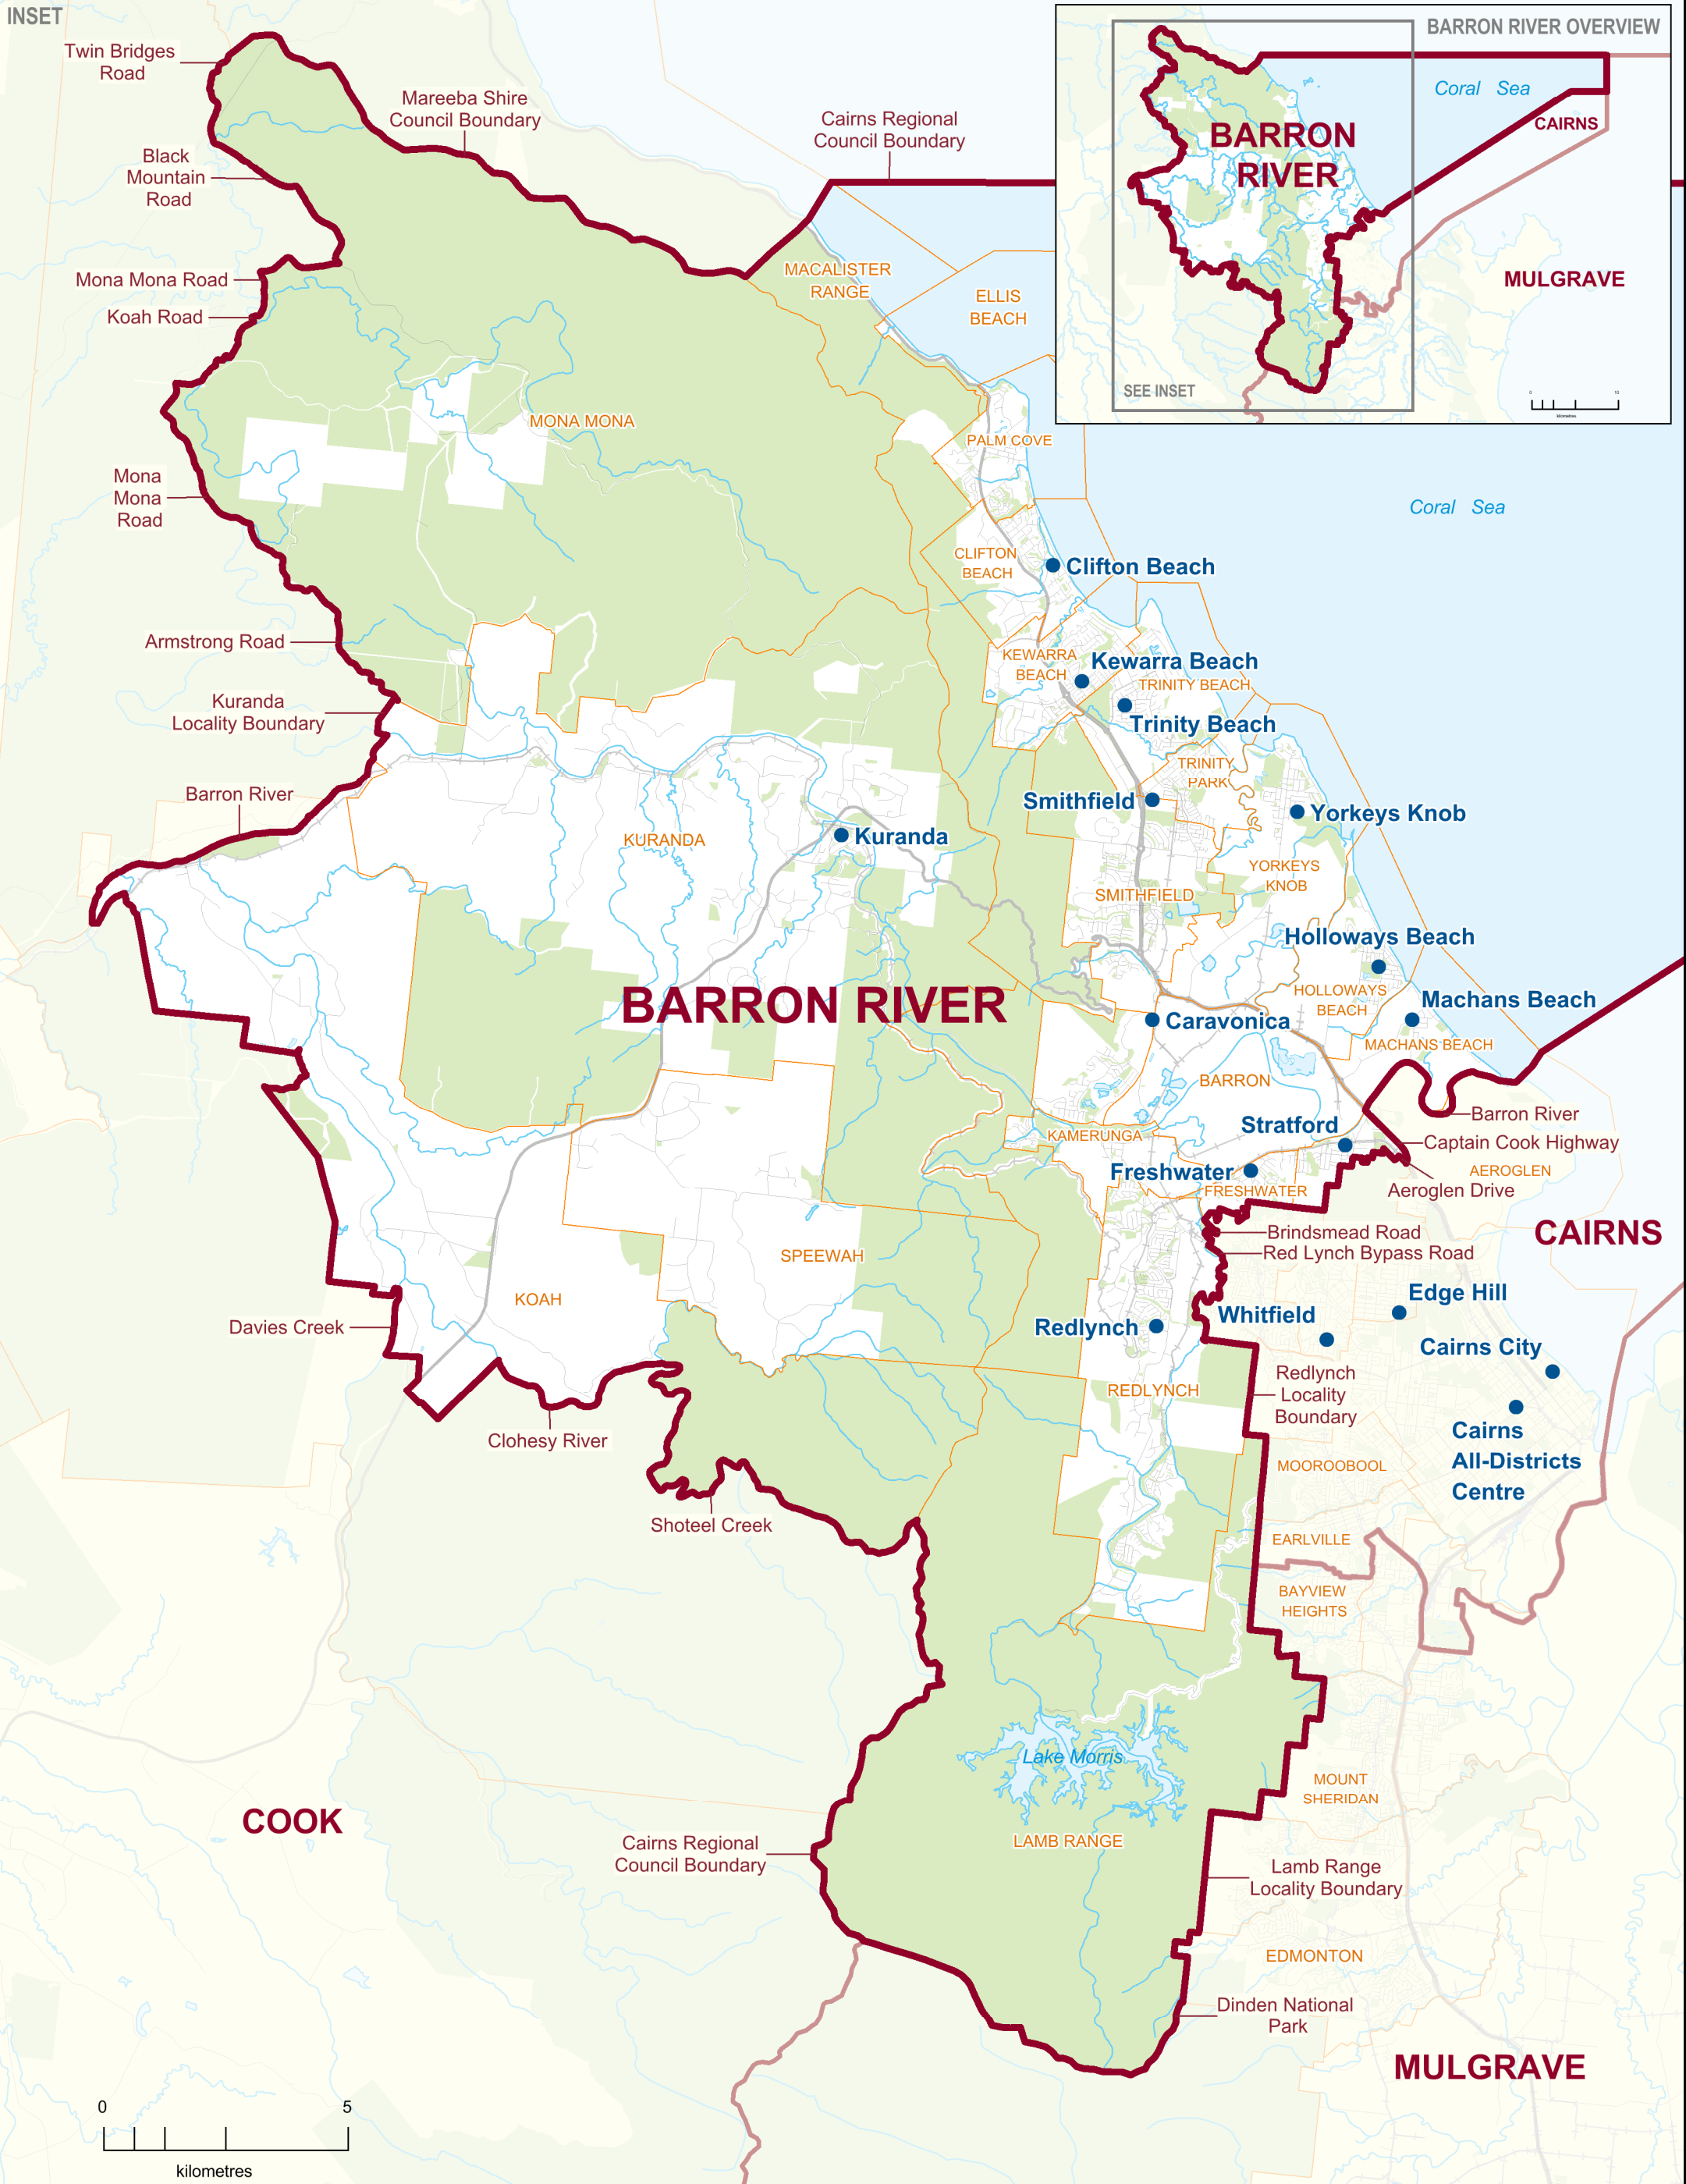 INSET
BARRON RIVER OVERVIEW
Coral Sea
CAIRNS
BARRON
RIVER
MULGRAVE
SEE INSET
0
10
kilometres
Twin Bridges
Road
Mareeba Shire
Council Boundary
Cairns Regional
Council Boundary
Black
Mountain
Road
Mona Mona Road
Koah Road
MACALISTER
RANGE
ELLIS
BEACH
MONA MONA
PALM COVE
Mona
Mona
Road
Coral Sea
CLIFTON
BEACH
Clifton Beach
Armstrong Road
KEWARRA
BEACH
Kewarra Beach
TRINITY BEACH
Trinity Beach
Kuranda
Locality Boundary
TRINITY
PARK
Barron River
Smithfield
Yorkeys Knob
KURANDA
Kuranda
YORKEYS
KNOB
SMITHFIELD
Holloways Beach
BARRON RIVER
HOLLOWAYS
BEACH
Machans Beach
Caravonica
MACHANS BEACH
BARRON
Barron River
Stratford
KAMERUNGA
Captain Cook Highway
Freshwater
AEROGLEN
FRESHWATER
Aeroglen Drive
Brindsmead Road
Red Lynch Bypass Road
CAIRNS
SPEEWAH
KOAH
Edge Hill
Davies Creek
Redlynch
Whitfield
Cairns City
REDLYNCH
Redlynch
Locality
Boundary
Cairns
All-Districts
Centre
Clohesy River
MOOROOBOOL
Shoteel Creek
EARLVILLE
BAYVIEW
HEIGHTS
Lake Morris
MOUNT
SHERIDAN
COOK
LAMB RANGE
Cairns Regional
Council Boundary
Lamb Range
Locality Boundary
EDMONTON
Dinden National
Park
MULGRAVE
0
5
kilometres